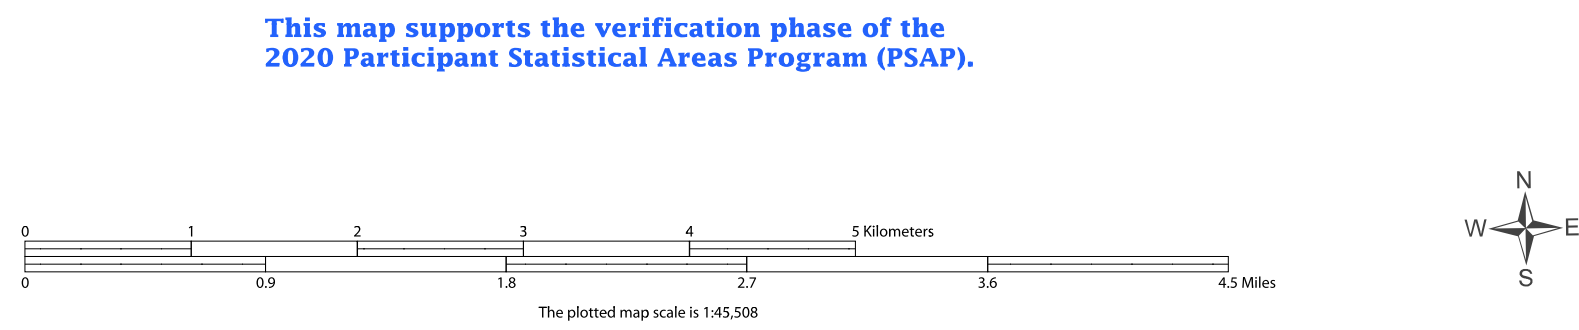 This map supports the verification phase of the
2020 Participant Statistical Areas Program (PSAP).
N
W E
S
0 1 2 3 4 5 Kilometers
0 0.9 1.8 2.7 3.6 4.5 Miles
The plotted map scale is 1:45,508